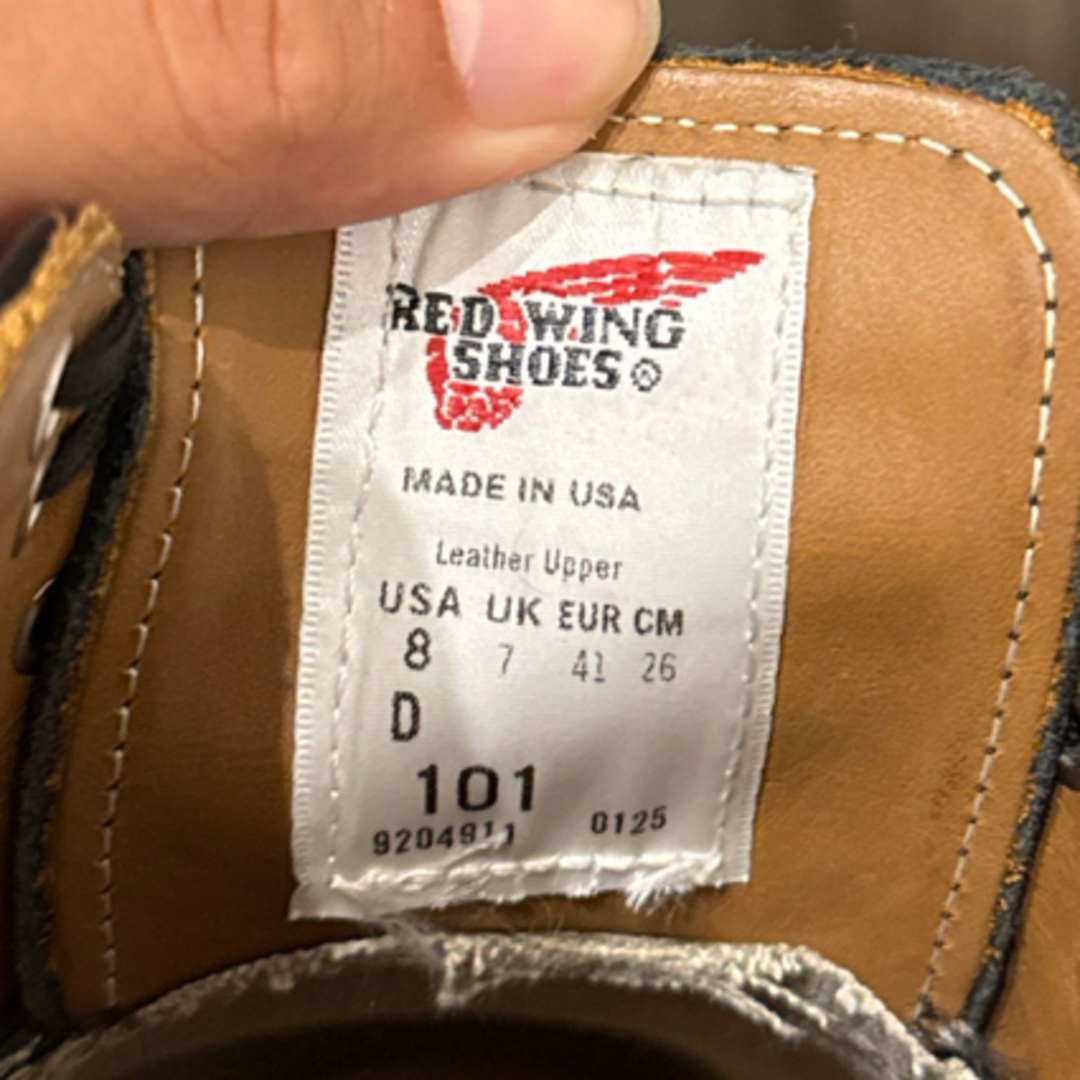 RED WING
SHOES®
MADE IN USA
Leather Upper
USA UK EUR CM
8 7 41 26
D
101
9204911 0125